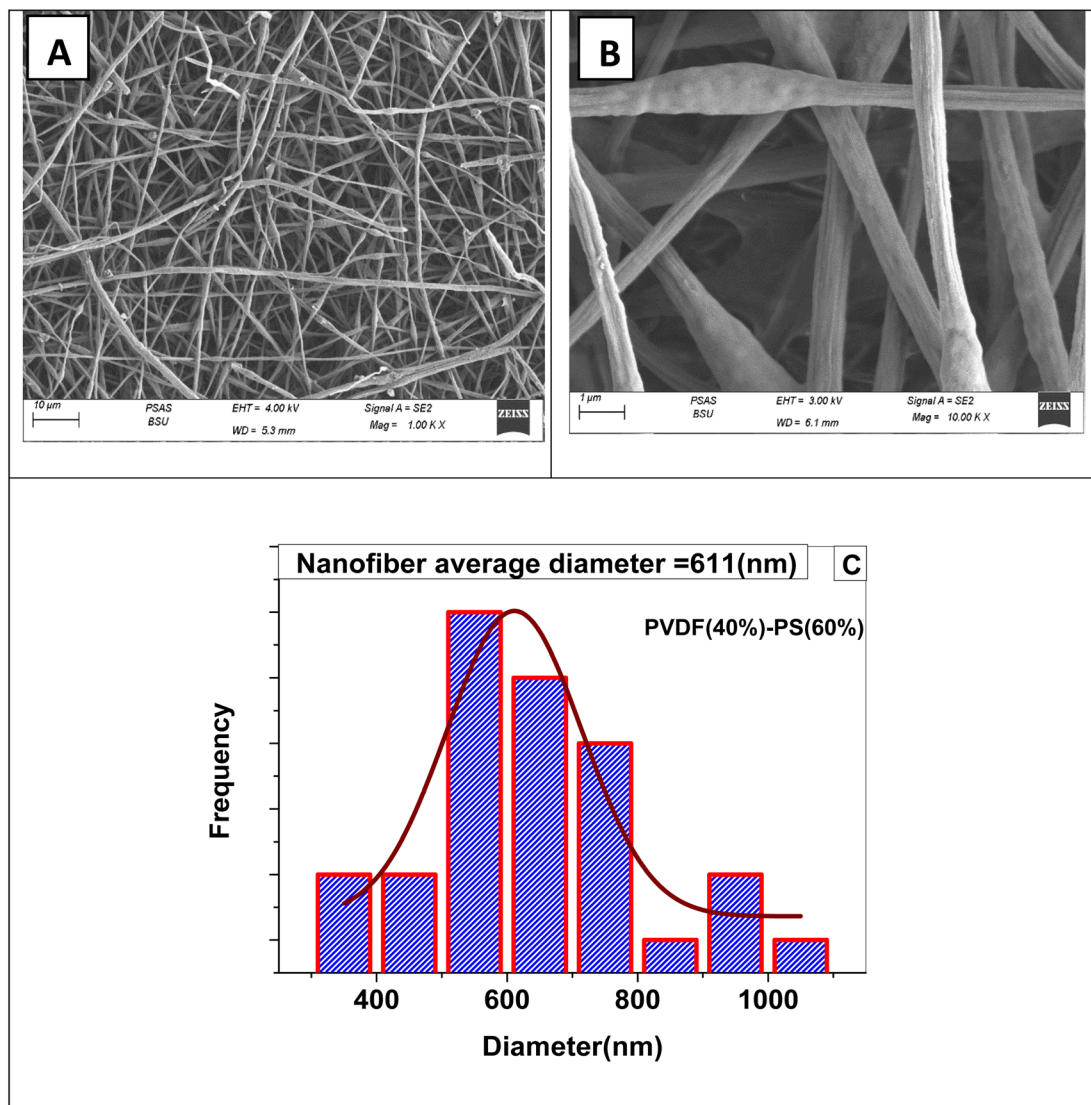 A
10 µm
PSAS
BSU
EHT = 4.00 kV
WD = 5.3 mm
Signal A = SE2
Mag = 1.00 K X
ZEISS
B
1 µm
PSAS
BSU
EHT = 3.00 kV
WD = 6.1 mm
Signal A = SE2
Mag = 10.00 K X
ZEISS
Nanofiber average diameter =611(nm)
C
PVDF(40%)-PS(60%)
Frequency
400 600 800 1000
Diameter(nm)